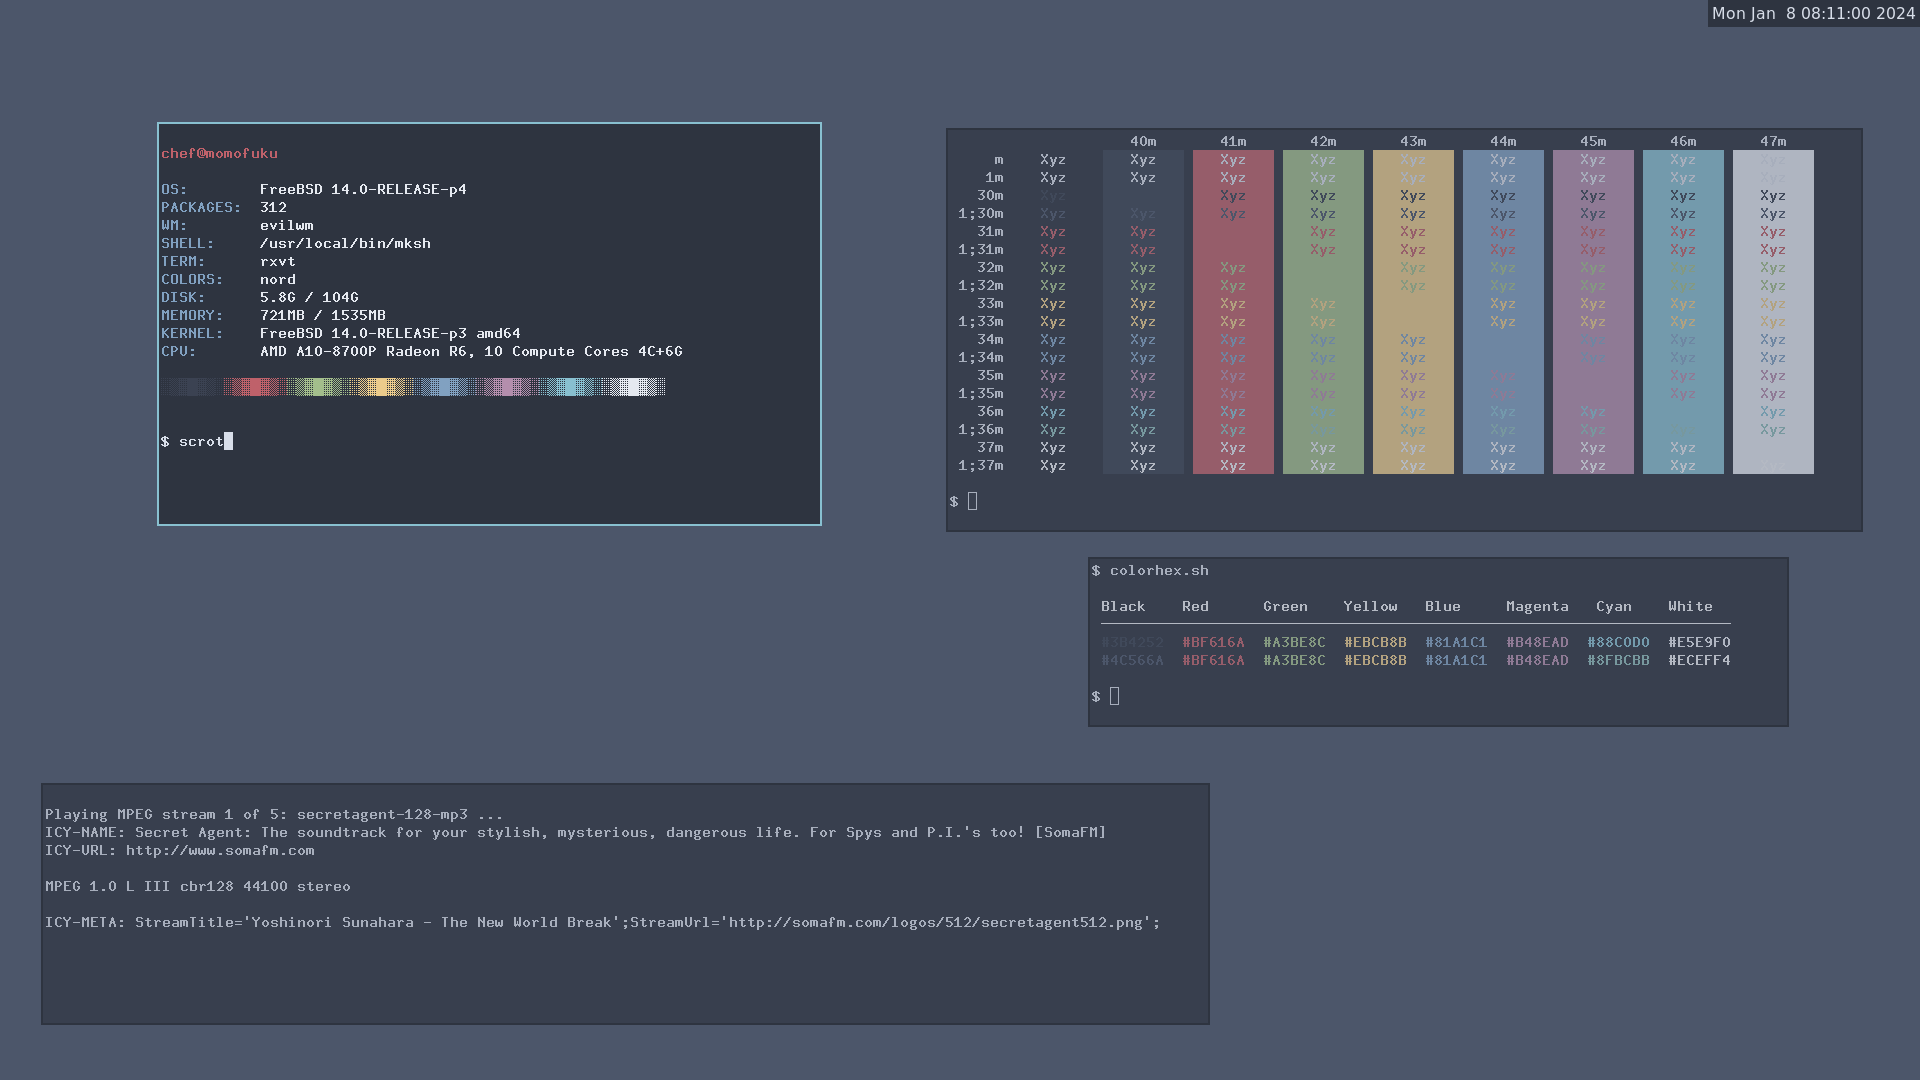 Mon Jan  8 08:11:00 2024
chef@momofuku
OS: FreeBSD 14.0-RELEASE-p4
PACKAGES: 312
WM: evilwm
SHELL: /usr/local/bin/mksh
TERM: rxvt
COLORS: nord
DISK: 5.8G / 104G
MEMORY: 721MB / 1535MB
KERNEL: FreeBSD 14.0-RELEASE-p3 amd64
CPU: AMD A10-8700P Radeon R6, 10 Compute Cores 4C+6G
$ scrot
40m 41m 42m 43m 44m 45m 46m 47m
m Xyz Xyz Xyz Xyz Xyz Xyz Xyz Xyz Xyz
1m Xyz Xyz Xyz Xyz Xyz Xyz Xyz Xyz Xyz
30m Xyz Xyz Xyz Xyz Xyz Xyz Xyz Xyz
1;30m Xyz Xyz Xyz Xyz Xyz Xyz Xyz Xyz Xyz
31m Xyz Xyz Xyz Xyz Xyz Xyz Xyz Xyz
1;31m Xyz Xyz Xyz Xyz Xyz Xyz Xyz Xyz
32m Xyz Xyz Xyz Xyz Xyz Xyz Xyz Xyz
1;32m Xyz Xyz Xyz Xyz Xyz Xyz Xyz Xyz
33m Xyz Xyz Xyz Xyz Xyz Xyz Xyz Xyz
1;33m Xyz Xyz Xyz Xyz Xyz Xyz Xyz Xyz
34m Xyz Xyz Xyz Xyz Xyz Xyz Xyz Xyz
1;34m Xyz Xyz Xyz Xyz Xyz Xyz Xyz Xyz
35m Xyz Xyz Xyz Xyz Xyz Xyz Xyz Xyz
1;35m Xyz Xyz Xyz Xyz Xyz Xyz Xyz Xyz
36m Xyz Xyz Xyz Xyz Xyz Xyz Xyz Xyz
1;36m Xyz Xyz Xyz Xyz Xyz Xyz Xyz Xyz
37m Xyz Xyz Xyz Xyz Xyz Xyz Xyz Xyz
1;37m Xyz Xyz Xyz Xyz Xyz Xyz Xyz Xyz Xyz
$
$ colorhex.sh
Black Red Green Yellow Blue Magenta Cyan White
#3B4252 #BF616A #A3BE8C #EBCB8B #81A1C1 #B48EAD #88C0D0 #E5E9F0
#4C566A #BF616A #A3BE8C #EBCB8B #81A1C1 #B48EAD #8FBCBB #ECEFF4
$
Playing MPEG stream 1 of 5: secretagent-128-mp3 ...
ICY-NAME: Secret Agent: The soundtrack for your stylish, mysterious, dangerous life. For Spys and P.I.'s too! [SomaFM]
ICY-URL: http://www.somafm.com
MPEG 1.0 L III cbr128 44100 stereo
ICY-META: StreamTitle='Yoshinori Sunahara - The New World Break';StreamUrl='http://somafm.com/logos/512/secretagent512.png';